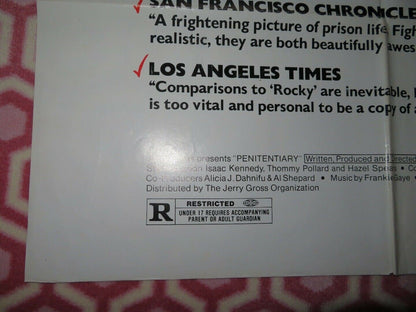 SAN FRANCISCO CHRONICLE
"A frightening picture of prison life. Fig
realistic, they are both beautifully awes
LOS ANGELES TIMES
"Comparisons to 'Rocky' are inevitable,
is too vital and personal to be a copy of a
presents "PENITENTIARY" Written, Produced and Directed
Isaac Kennedy, Thommy Pollard and Hazel Spears • Co
Co-Producers Alicia J. Dahnifu & Al Shepard • Music by Frankie Gaye •
Distributed by The Jerry Gross Organization
R RESTRICTED
UNDER 17 REQUIRES ACCOMPANYING
PARENT OR ADULT GUARDIAN